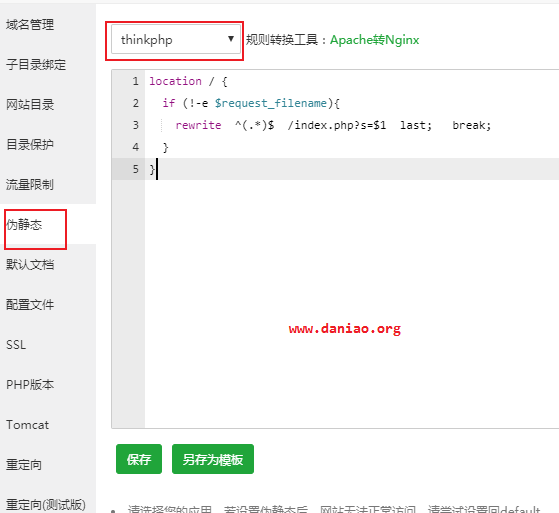 域名管理
子目录绑定
网站目录
目录保护
流量限制
伪静态
默认文档
配置文件
SSL
PHP版本
Tomcat
重定向
重定向(测试版)
thinkphp ▼ 规则转换工具：Apache转Nginx
1 location / {
2 if (!-e $request_filename){
3 rewrite ^(.*)$ /index.php?s=$1 last; break;
4 }
5 }
www.daniao.org
保存 另存为模板
请选择您的应用，若设置伪静态后，网站无法正常访问，请尝试设置回default